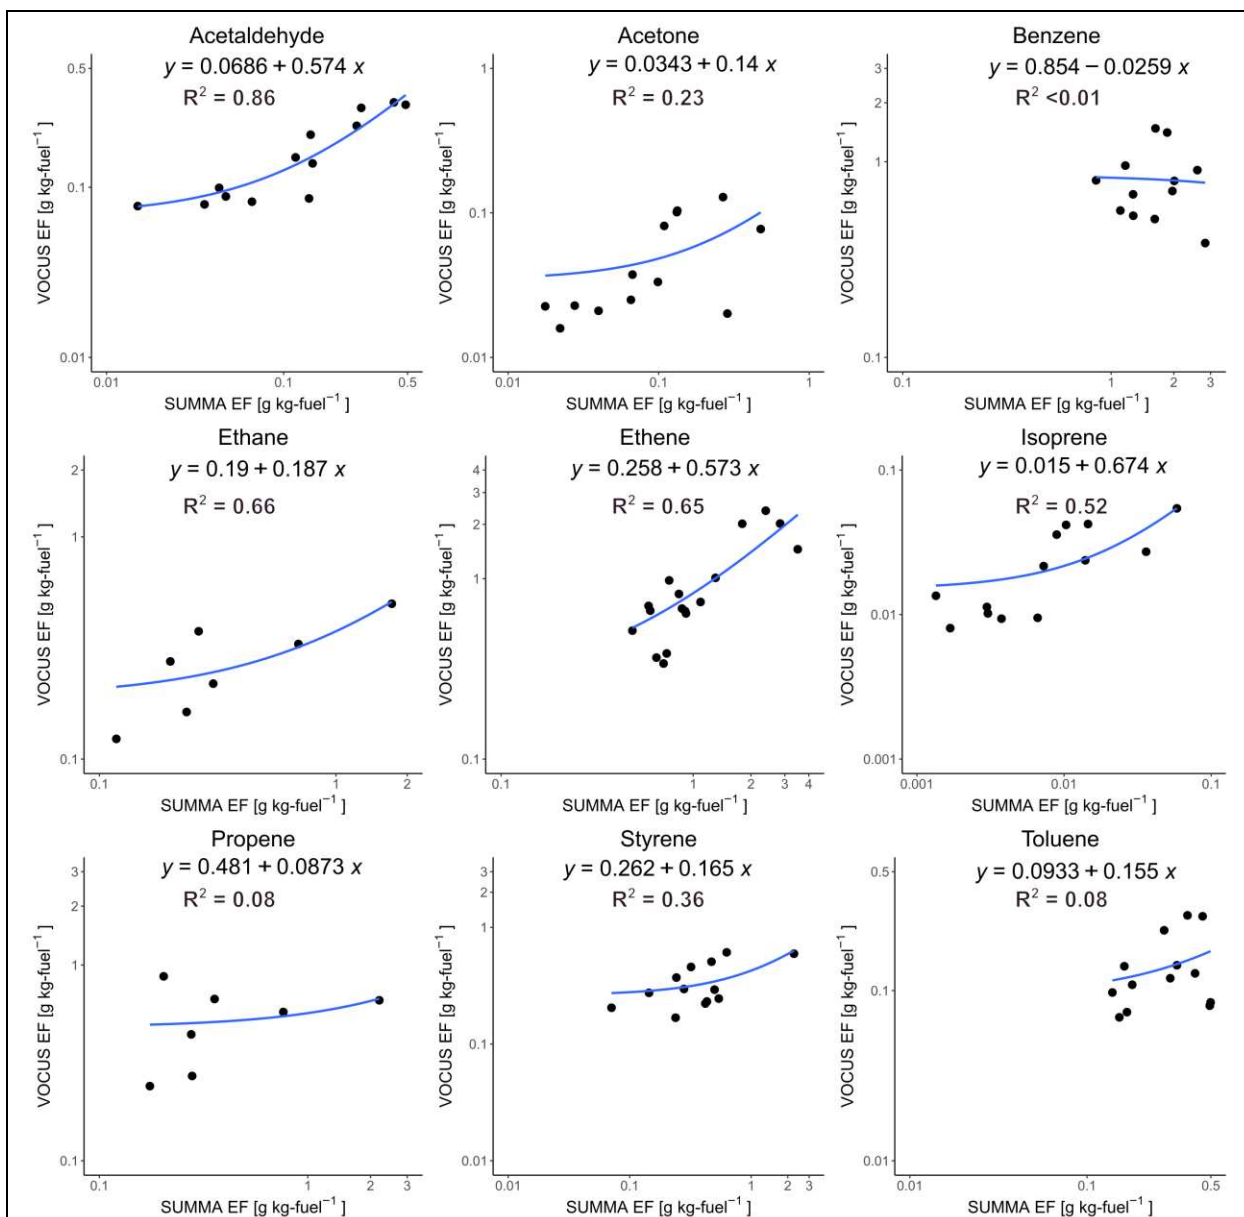 Acetaldehyde
y = 0.0686 + 0.574 x
R² = 0.86
0.5
0.1
0.01
VOCUS EF [g kg-fuel⁻¹ ]
0.01 0.1 0.5
SUMMA EF [g kg-fuel⁻¹ ]
Acetone
y = 0.0343 + 0.14 x
R² = 0.23
1
0.1
0.01
VOCUS EF [g kg-fuel⁻¹ ]
0.01 0.1 1
SUMMA EF [g kg-fuel⁻¹ ]
Benzene
y = 0.854 − 0.0259 x
R² <0.01
3
2
1
0.1
VOCUS EF [g kg-fuel⁻¹ ]
0.1 1 2 3
SUMMA EF [g kg-fuel⁻¹ ]
Ethane
y = 0.19 + 0.187 x
R² = 0.66
2
1
0.1
VOCUS EF [g kg-fuel⁻¹ ]
0.1 1 2
SUMMA EF [g kg-fuel⁻¹ ]
Ethene
y = 0.258 + 0.573 x
R² = 0.65
4
3
2
1
0.1
VOCUS EF [g kg-fuel⁻¹ ]
0.1 1 2 3 4
SUMMA EF [g kg-fuel⁻¹ ]
Isoprene
y = 0.015 + 0.674 x
R² = 0.52
0.1
0.01
0.001
VOCUS EF [g kg-fuel⁻¹ ]
0.001 0.01 0.1
SUMMA EF [g kg-fuel⁻¹ ]
Propene
y = 0.481 + 0.0873 x
R² = 0.08
3
2
1
0.1
VOCUS EF [g kg-fuel⁻¹ ]
0.1 1 2 3
SUMMA EF [g kg-fuel⁻¹ ]
Styrene
y = 0.262 + 0.165 x
R² = 0.36
3
2
1
0.1
0.01
VOCUS EF [g kg-fuel⁻¹ ]
0.01 0.1 1 2 3
SUMMA EF [g kg-fuel⁻¹ ]
Toluene
y = 0.0933 + 0.155 x
R² = 0.08
0.5
0.1
0.01
VOCUS EF [g kg-fuel⁻¹ ]
0.01 0.1 0.5
SUMMA EF [g kg-fuel⁻¹ ]